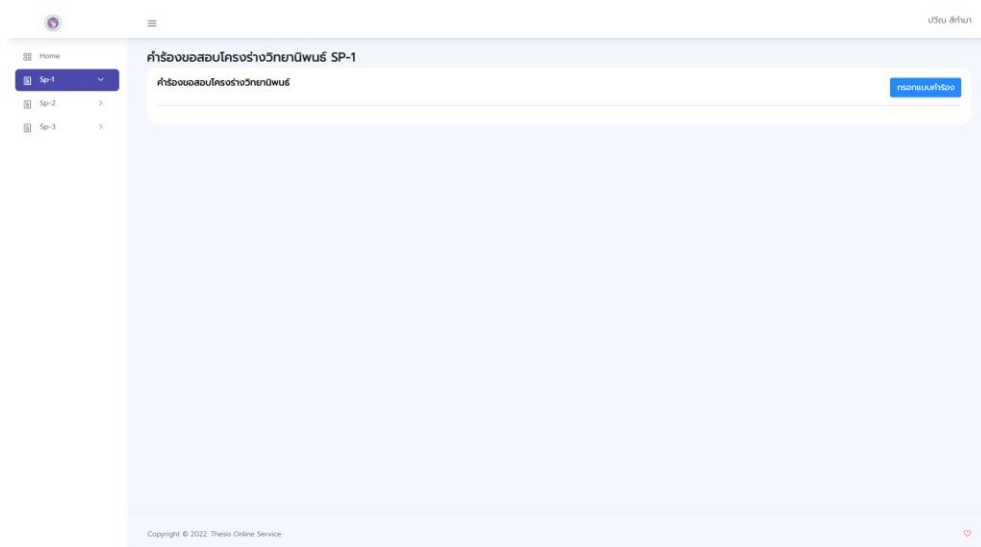 ปวีณ สีทำมา
Home
Sp-1
Sp-2
Sp-3
คำร้องขอสอบโครงร่างวิทยานิพนธ์ SP-1
คำร้องขอสอบโครงร่างวิทยานิพนธ์
กรอกแบบคำร้อง
Copyright © 2022. Thesis Online Service